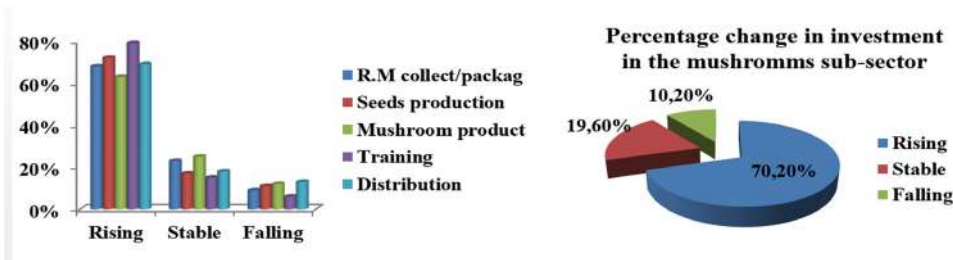 80%
60%
40%
20%
0%
Rising Stable Falling
R.M collect/packag
Seeds production
Mushroom product
Training
Distribution
Percentage change in investment
in the mushromms sub-sector
10,20%
19,60%
70,20%
Rising
Stable
Falling